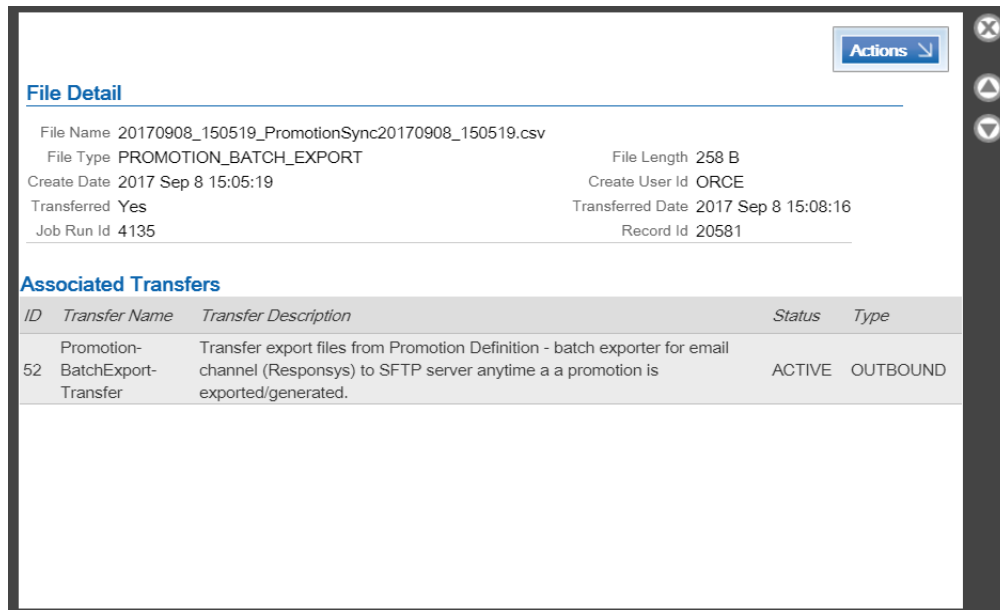 Actions
File Detail
File Name 20170908_150519_PromotionSync20170908_150519.csv
File Type PROMOTION_BATCH_EXPORT File Length 258 B
Create Date 2017 Sep 8 15:05:19 Create User Id ORCE
Transferred Yes Transferred Date 2017 Sep 8 15:08:16
Job Run Id 4135 Record Id 20581
Associated Transfers
ID Transfer Name Transfer Description Status Type
Promotion- Transfer export files from Promotion Definition - batch exporter for email
52 BatchExport- channel (Responsys) to SFTP server anytime a a promotion is ACTIVE OUTBOUND
Transfer exported/generated.